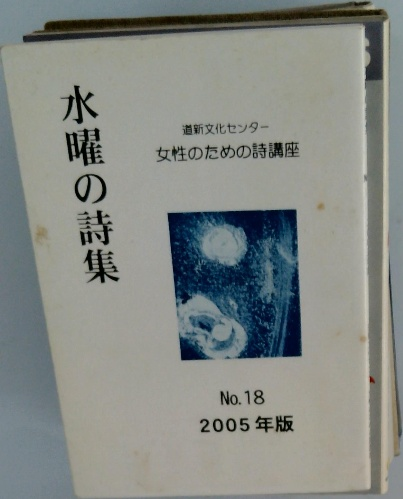 水曜の詩集
道新文化センター
女性のための詩講座
No.18
2005年版